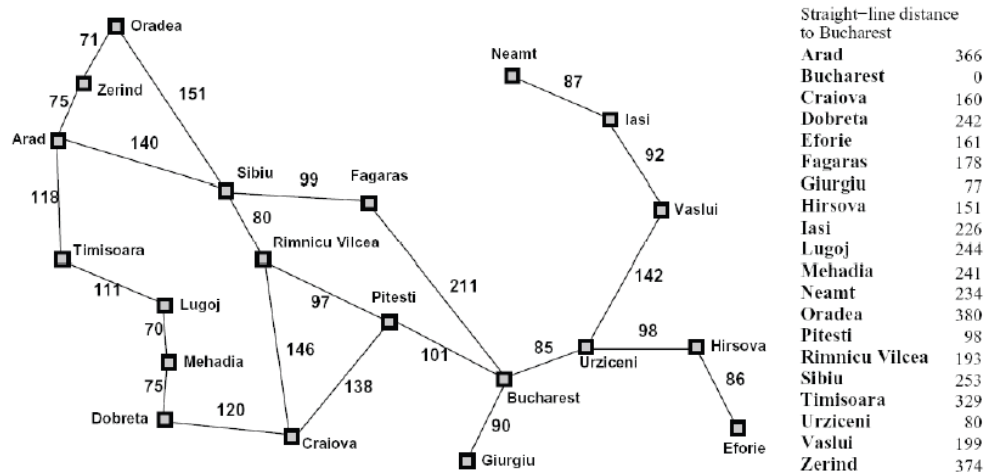 Oradea
71
Neamt
87
Zerind
151
75
Iasi
Arad
140
92
Sibiu
99
Fagaras
118
80
Vaslui
Timisoara
Rimnicu Vilcea
111
211
142
Lugoj
97
Pitesti
70
98
Hirsova
146
101
85
Mehadia
138
Urziceni
86
75
Bucharest
120
90
Dobreta
Craiova
Eforie
Giurgiu
Straight-line distance
to Bucharest
Arad 366
Bucharest 0
Craiova 160
Dobreta 242
Eforie 161
Fagaras 178
Giurgiu 77
Hirsova 151
Iasi 226
Lugoj 244
Mehadia 241
Neamt 234
Oradea 380
Pitesti 98
Rimnicu Vilcea 193
Sibiu 253
Timisoara 329
Urziceni 80
Vaslui 199
Zerind 374